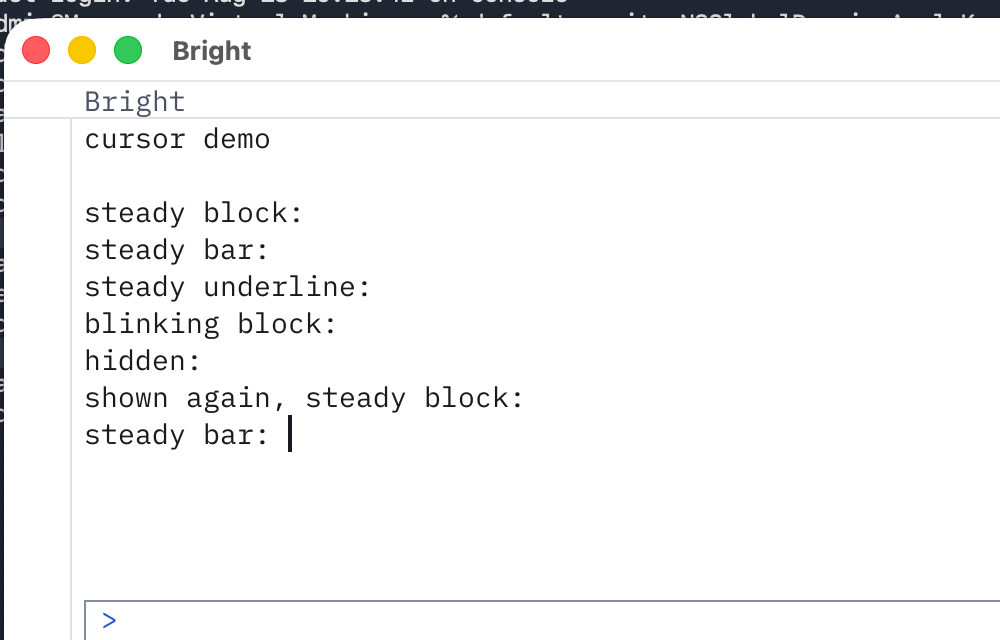 Bright
Bright
cursor demo
steady block:
steady bar:
steady underline:
blinking block:
hidden:
shown again, steady block:
steady bar:
>